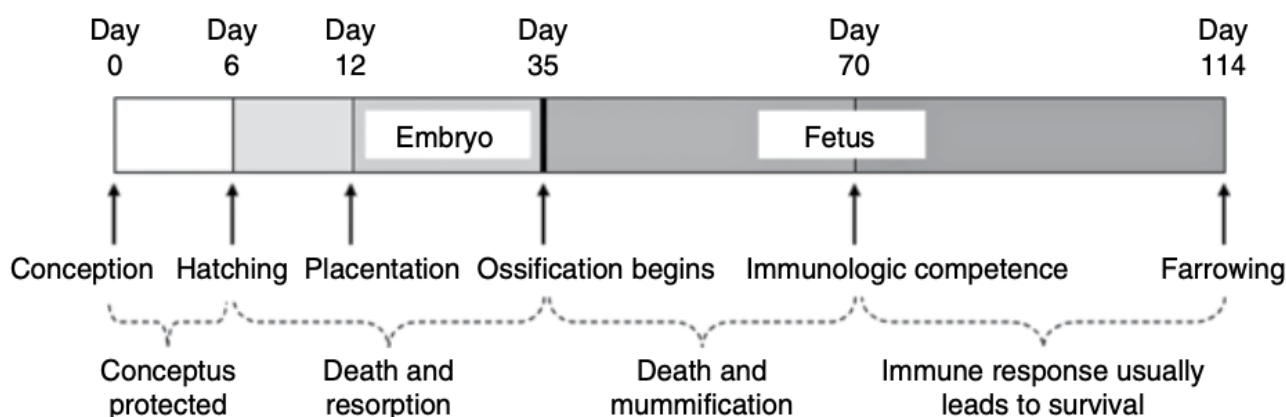 Day Day Day Day Day Day
0 6 12 35 70 114
Embryo Fetus
Conception Hatching Placentation Ossification begins Immunologic competence Farrowing
Conceptus Death and Death and Immune response usually
protected resorption mummification leads to survival